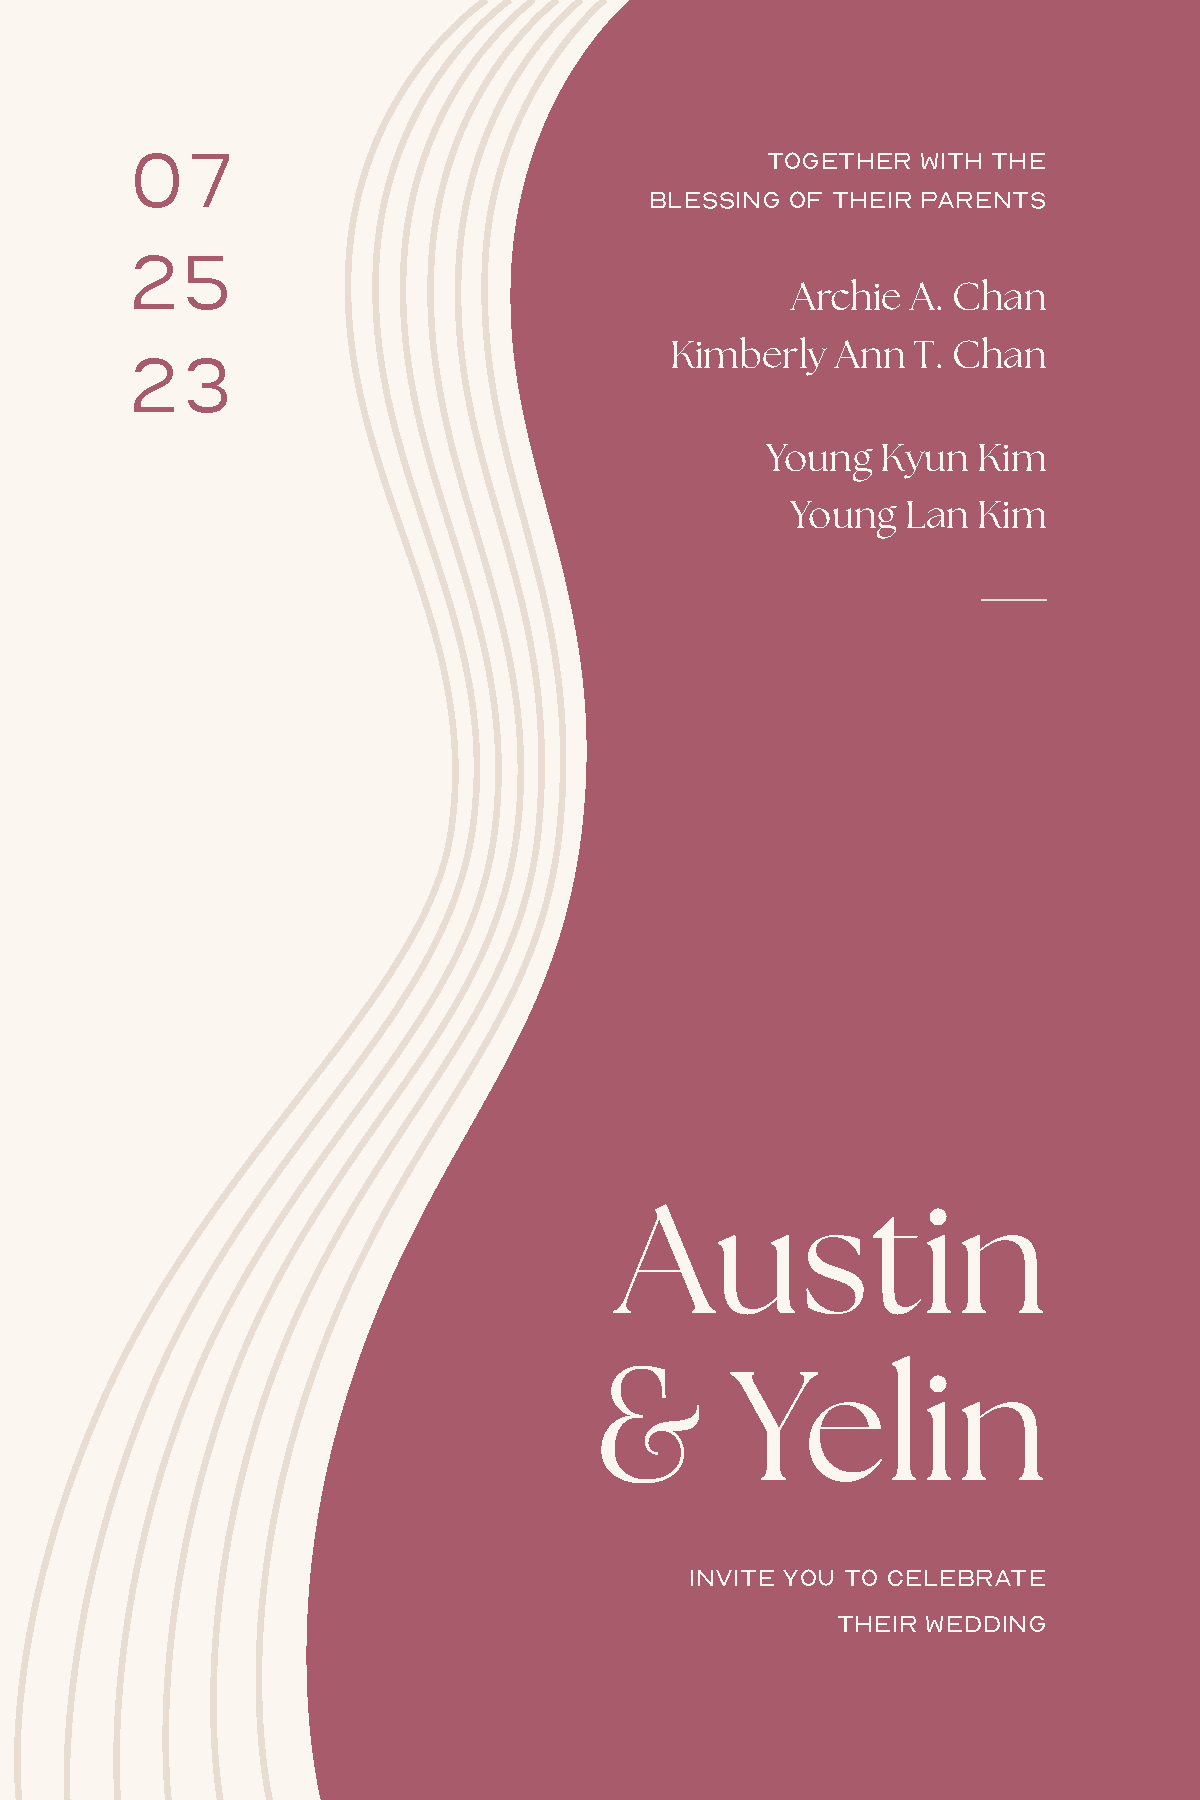 07
25
23
TOGETHER WITH THE
BLESSING OF THEIR PARENTS
Archie A. Chan
Kimberly Ann T. Chan
Young Kyun Kim
Young Lan Kim
Austin
& Yelin
INVITE YOU TO CELEBRATE
THEIR WEDDING